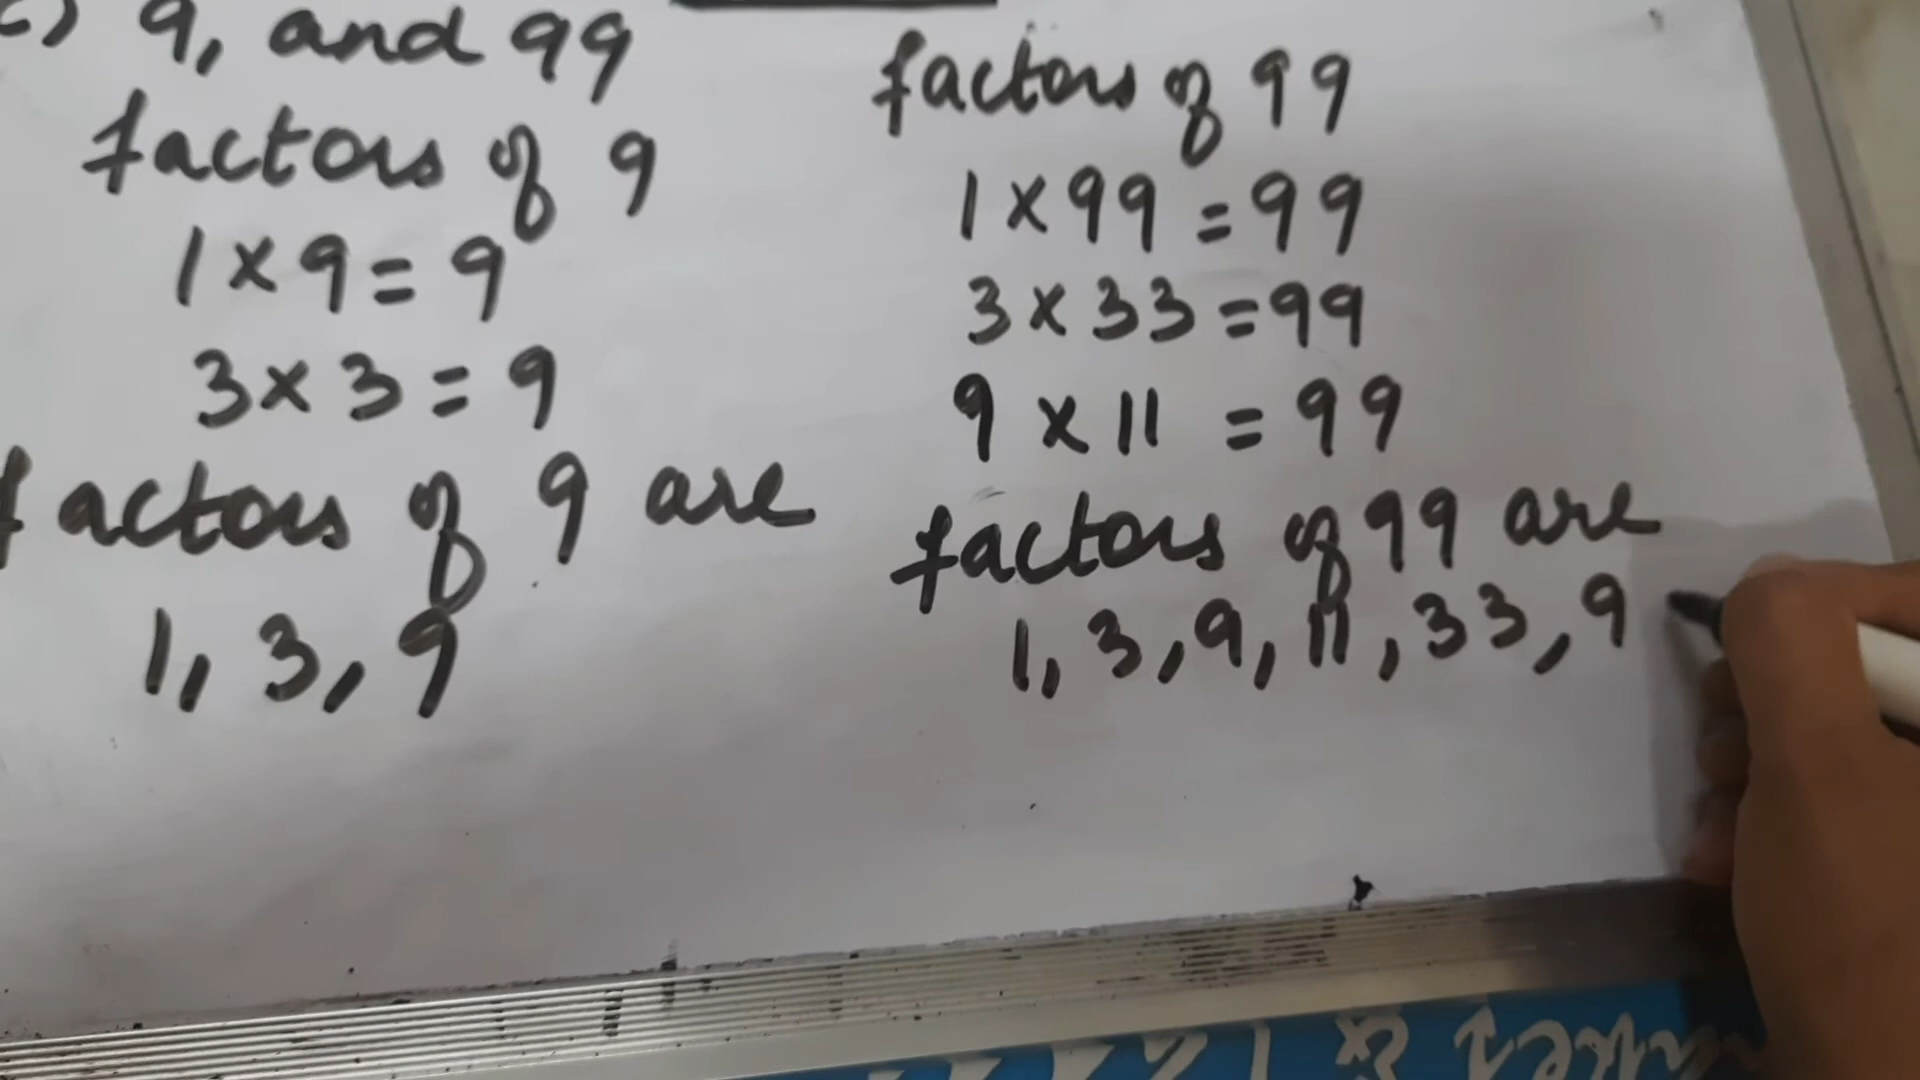 c) 9, and 99
factors of 9
1 × 9 = 9
3 × 3 = 9
factors of 9 are
1, 3, 9
factors of 99
1 × 99 = 99
3 × 33 = 99
9 × 11 = 99
factors of 99 are
1, 3, 9, 11, 33, 9